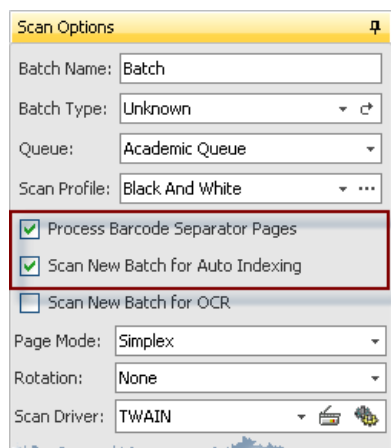 Scan Options
Batch Name: Batch
Batch Type: Unknown
Queue: Academic Queue
Scan Profile: Black And White
Process Barcode Separator Pages
Scan New Batch for Auto Indexing
Scan New Batch for OCR
Page Mode: Simplex
Rotation: None
Scan Driver: TWAIN